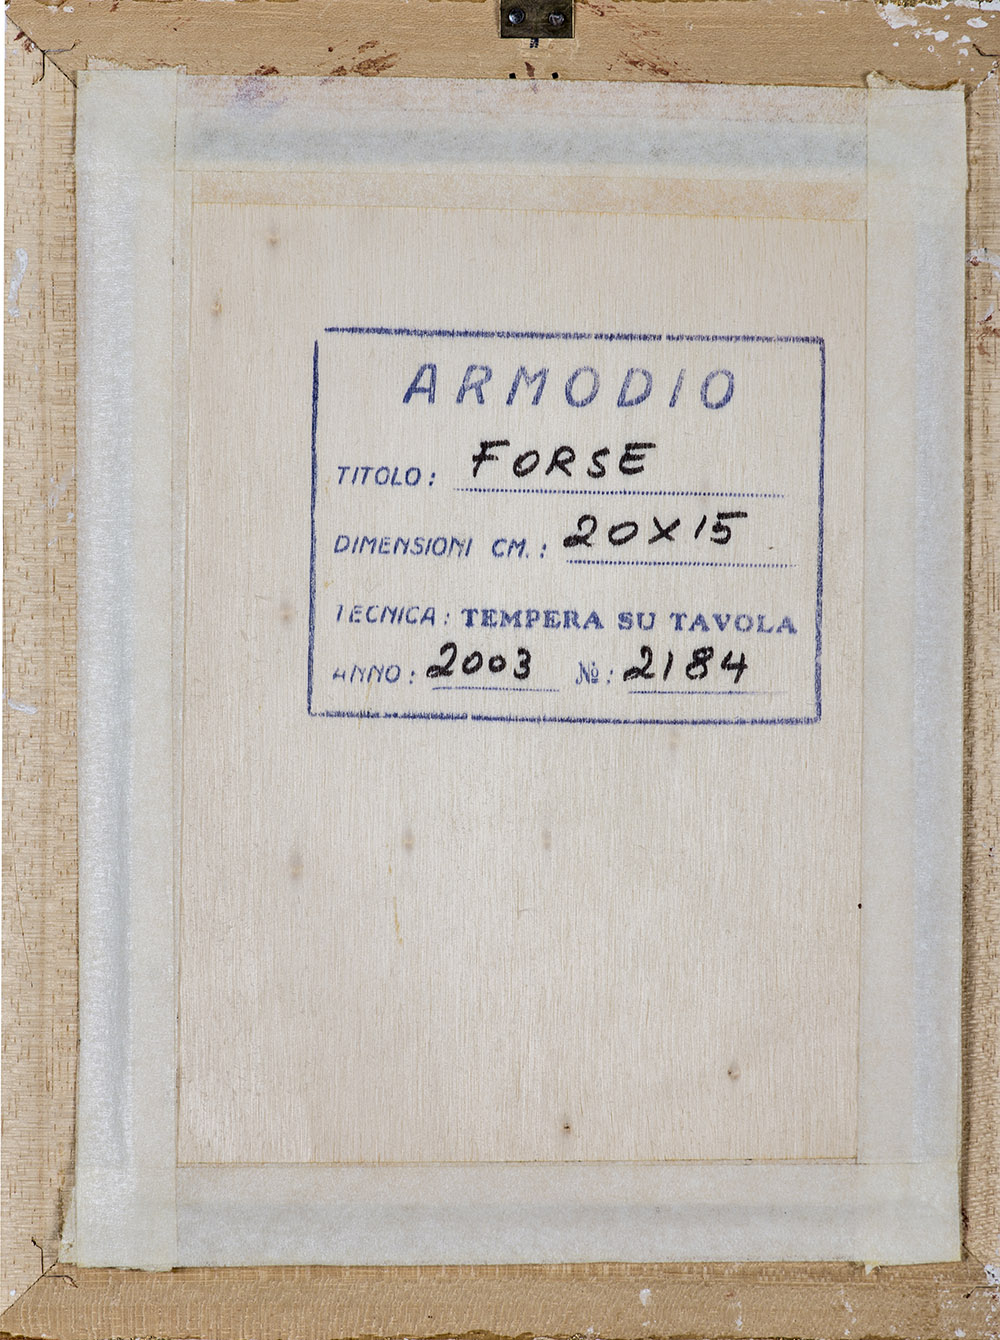 ARMODIO
TITOLO: FORSE
DIMENSIONI CM.: 20X15
TECNICA: TEMPERA SU TAVOLA
ANNO: 2003 №: 2184